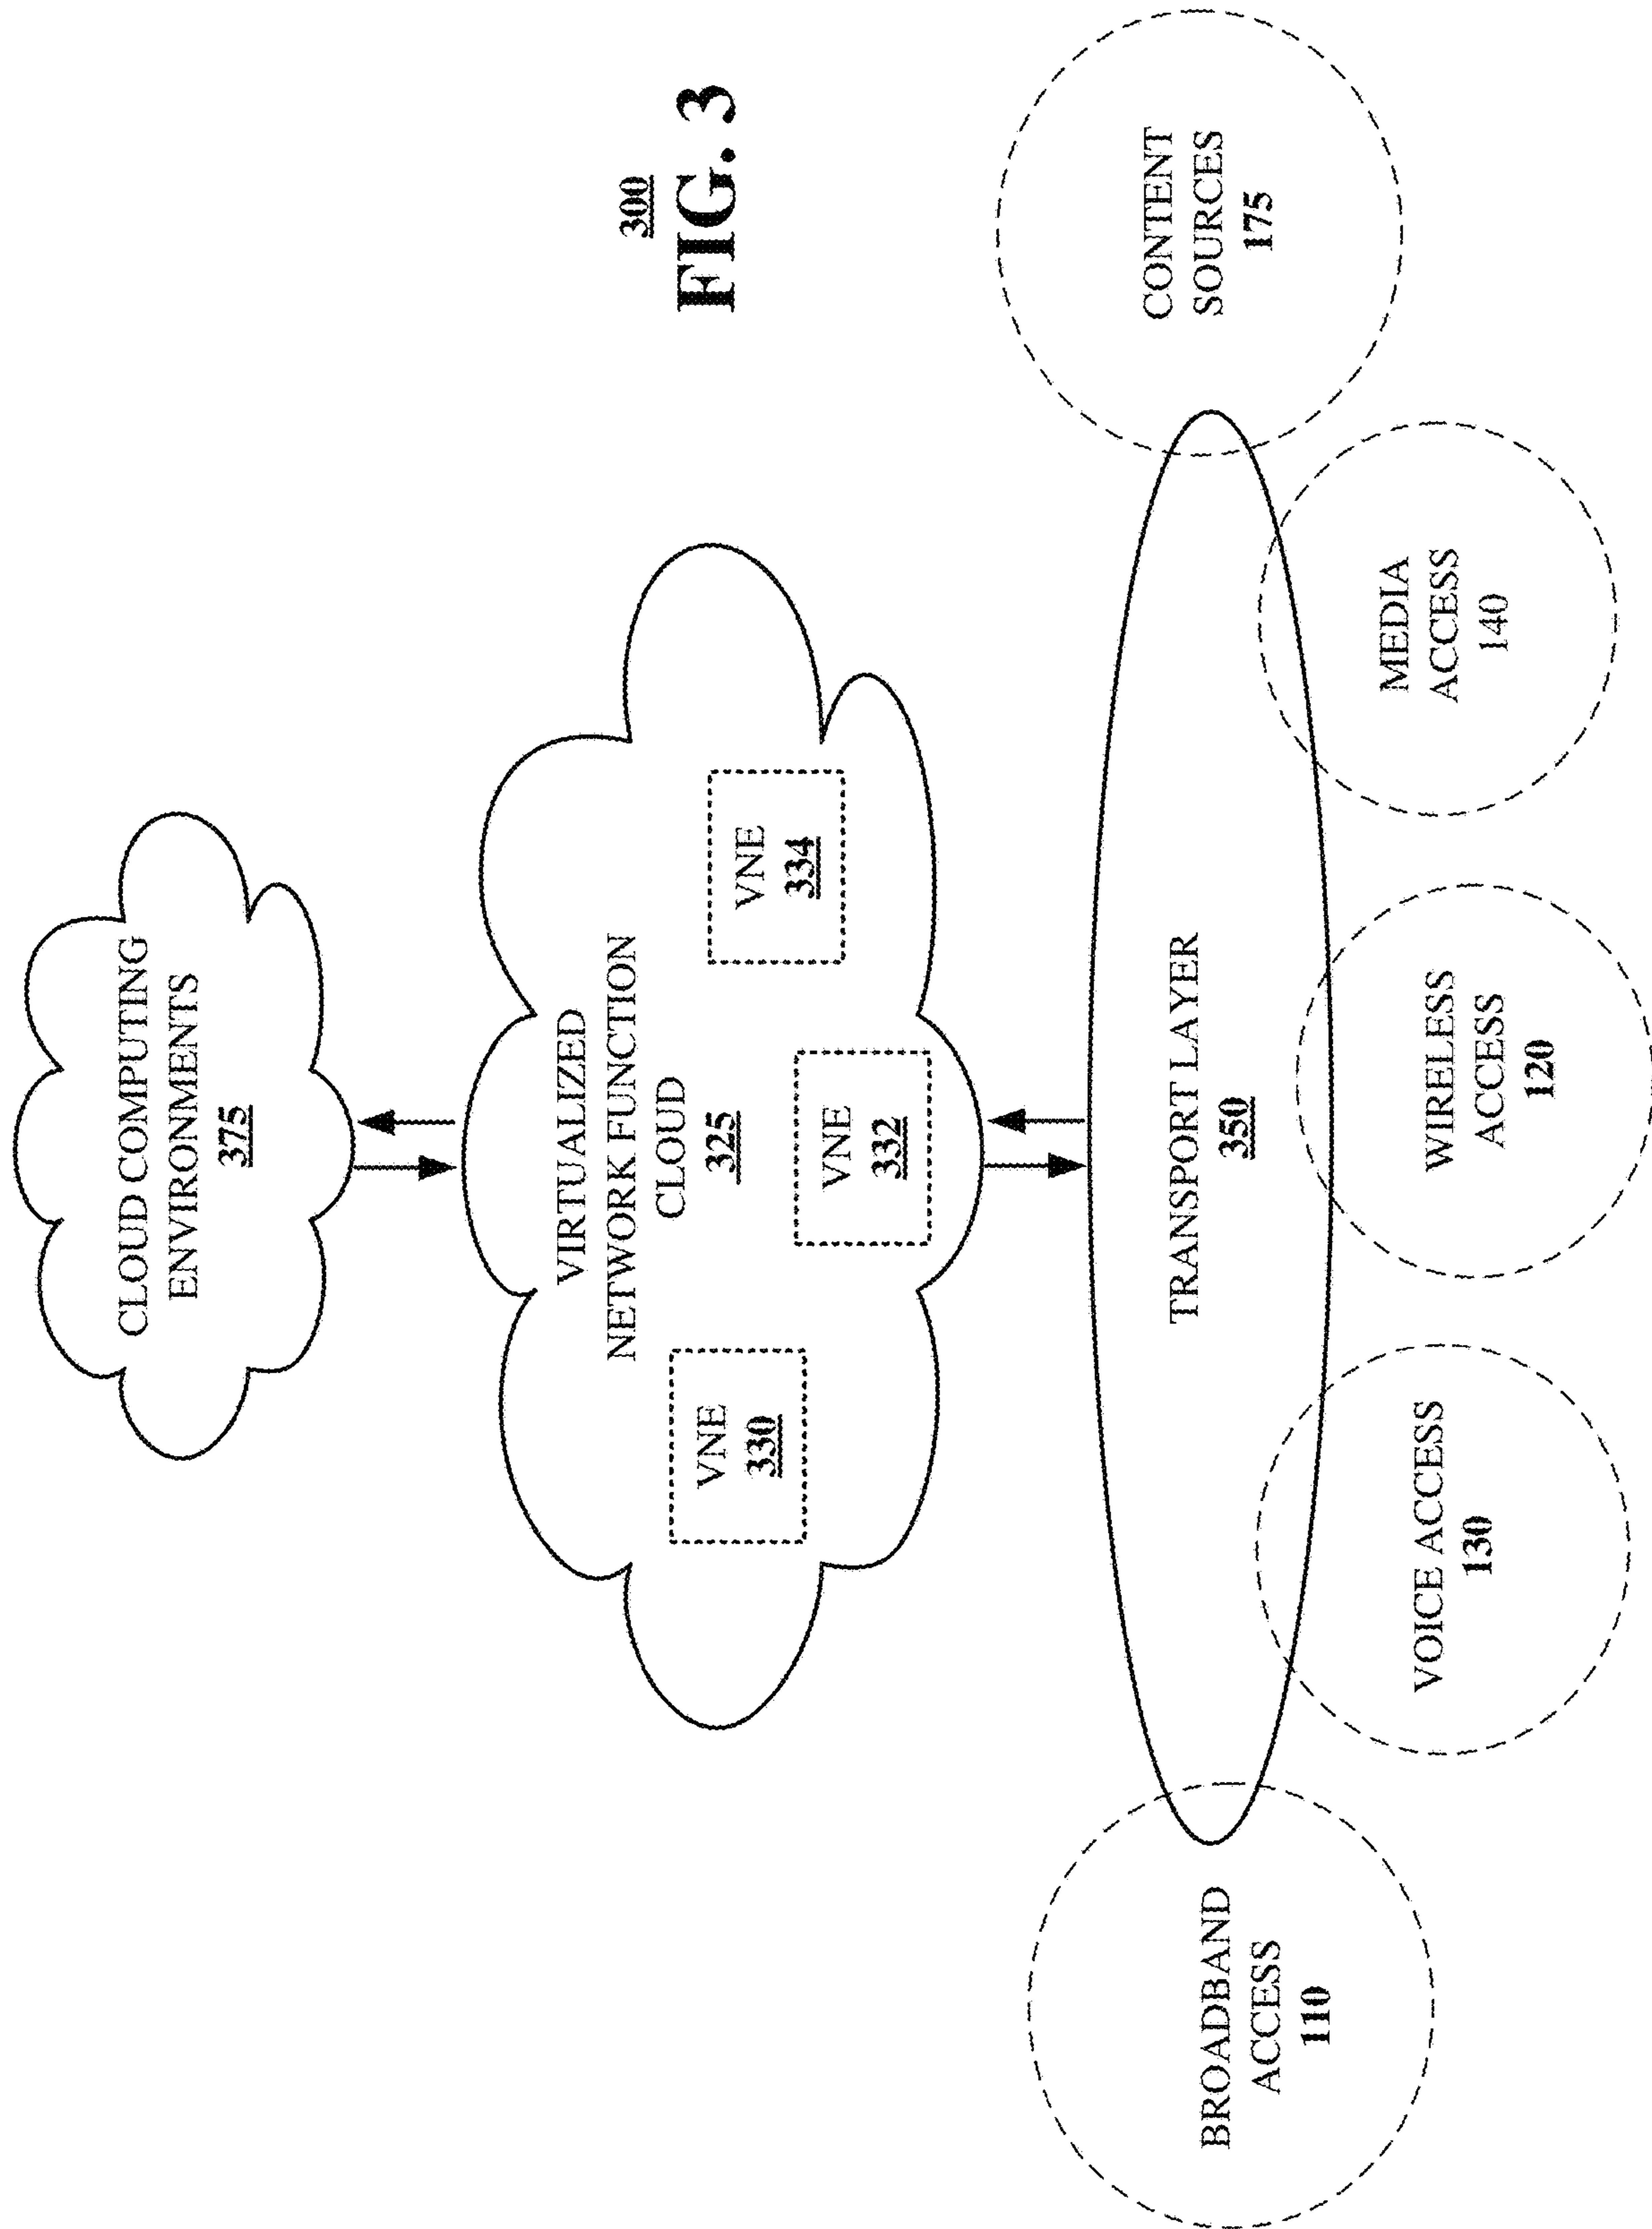 CLOUD COMPUTING
ENVIRONMENTS
375
VIRTUALIZED
NETWORK FUNCTION
CLOUD
325
VNE
330
VNE
332
VNE
334
300
FIG. 3
TRANSPORT LAYER
350
BROADBAND
ACCESS
110
VOICE ACCESS
130
WIRELESS
ACCESS
120
MEDIA
ACCESS
140
CONTENT
SOURCES
175